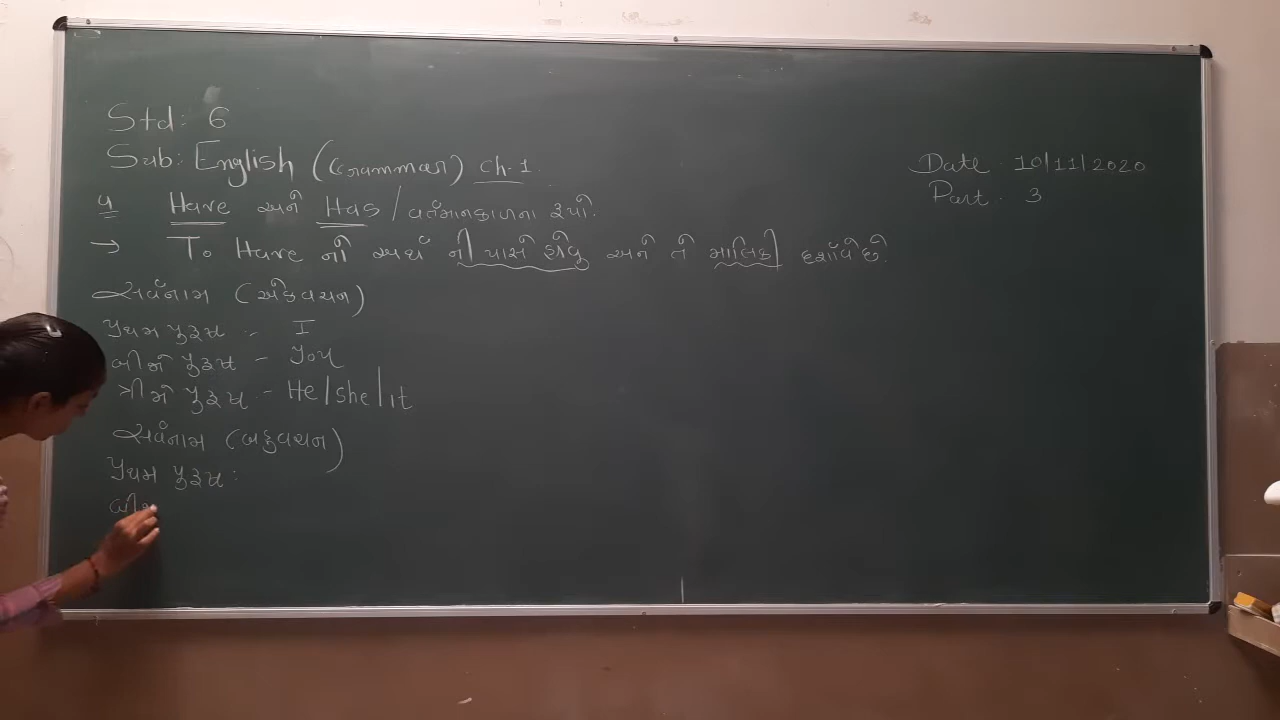 Std: 6
Sub: English (Grammar) Ch. 1.
Date. 10/11/2020
Part. 3
૫ Have અને Has / વર્તમાનકાળના રૂપો.
→ To Have નો અર્થ ની પાસે હોવુ અને તે માલિકી દર્શાવે છે.
સર્વનામ (એકવચન)
પ્રથમ પુરૂષ - I
બીજો પુરૂષ - You
ત્રીજો પુરૂષ - He/she/it
સર્વનામ (બહુવચન)
પ્રથમ પુરૂષ :